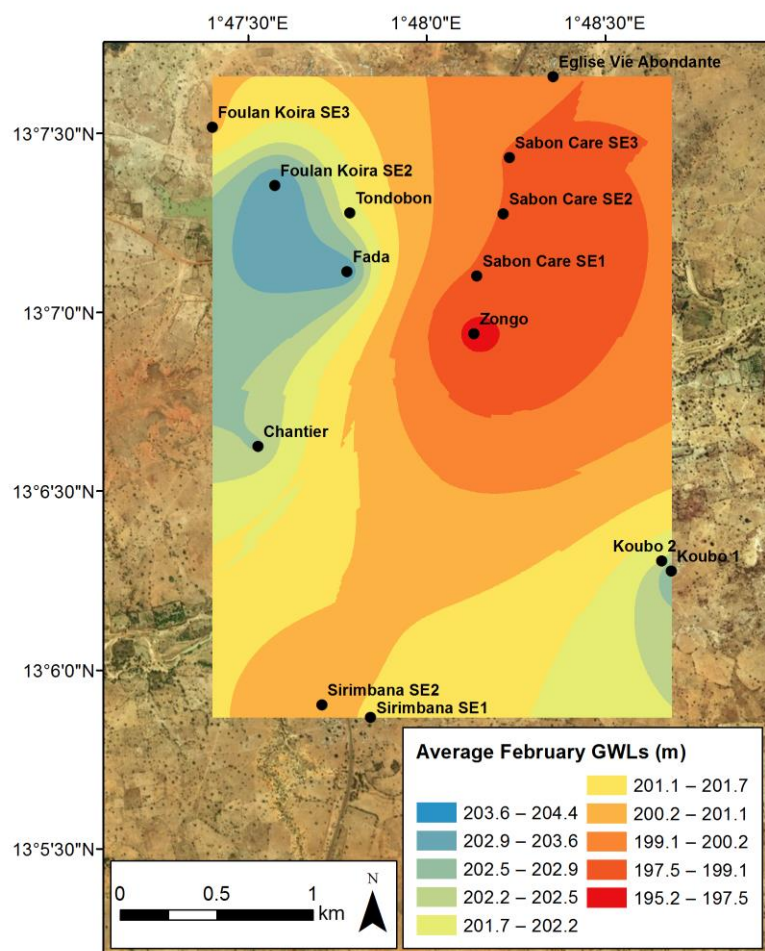 1°47'30"E 1°48'0"E 1°48'30"E
Eglise Vie Abondante
Foulan Koira SE3
13°7'30"N
Sabon Care SE3
Foulan Koira SE2
Tondobon
Sabon Care SE2
Fada
Sabon Care SE1
13°7'0"N
Zongo
Chantier
13°6'30"N
Koubo 2
Koubo 1
13°6'0"N
Sirimbana SE2
Sirimbana SE1
Average February GWLs (m)
203.6 – 204.4
202.9 – 203.6
202.5 – 202.9
202.2 – 202.5
201.7 – 202.2
201.1 – 201.7
200.2 – 201.1
199.1 – 200.2
197.5 – 199.1
195.2 – 197.5
13°5'30"N
N
0 0.5 1
km